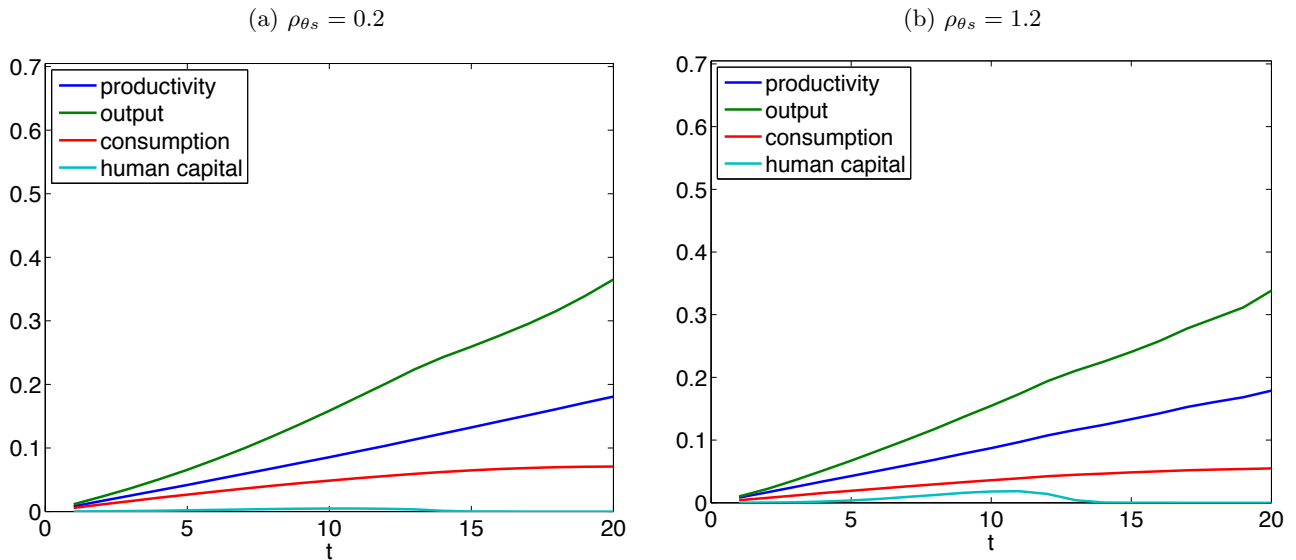 (a) ρθs = 0.2
0.7
0.6
0.5
0.4
0.3
0.2
0.1
0
productivity
output
consumption
human capital
0
5
10
15
20
t
(b) ρθs = 1.2
0.7
0.6
0.5
0.4
0.3
0.2
0.1
0
productivity
output
consumption
human capital
0
5
10
15
20
t